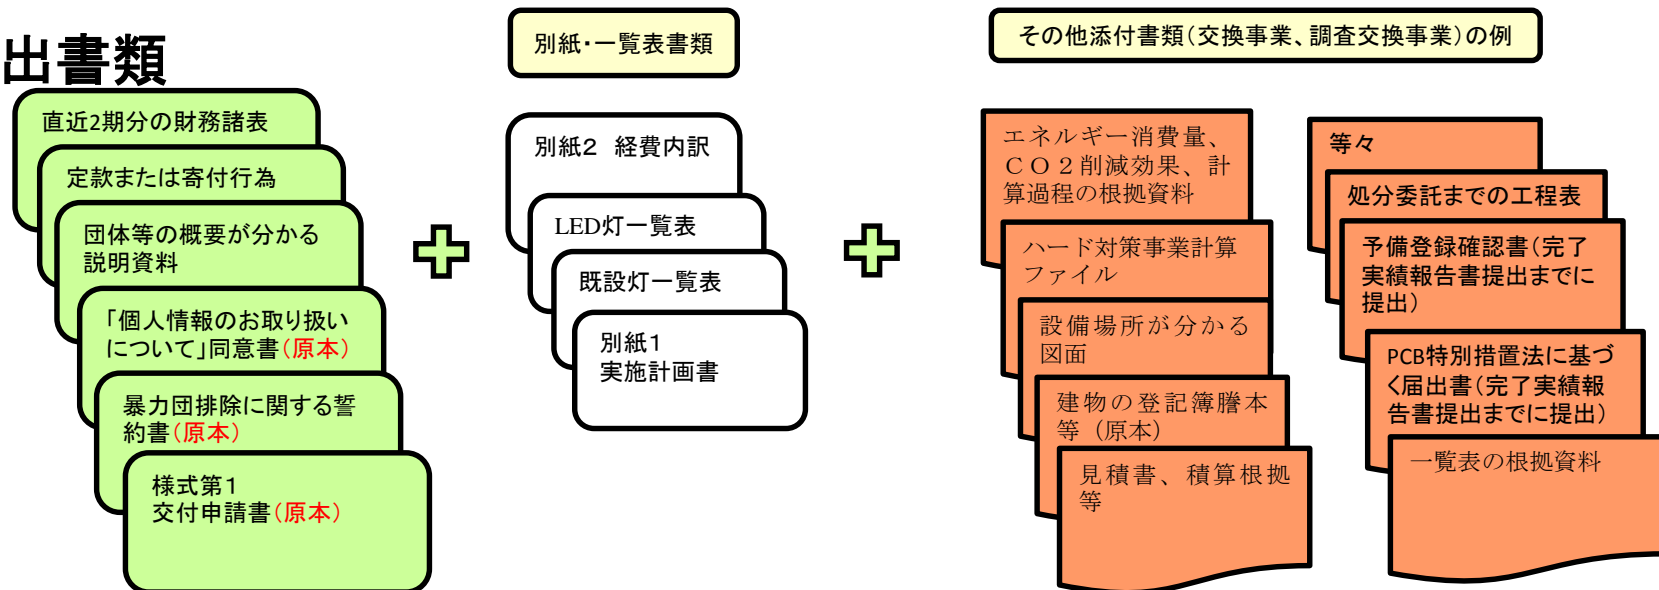 出書類
直近2期分の財務諸表
定款または寄付行為
団体等の概要が分かる
説明資料
「個人情報のお取り扱い
について」同意書(原本)
暴力団排除に関する誓
約書(原本)
様式第1
交付申請書(原本)
別紙・一覧表書類
別紙2 経費内訳
LED灯一覧表
既設灯一覧表
別紙1
実施計画書
その他添付書類(交換事業、調査交換事業)の例
エネルギー消費量、
CO2削減効果、計
算過程の根拠資料
ハード対策事業計算
ファイル
設備場所が分かる
図面
建物の登記簿謄本
等(原本)
見積書、積算根拠
等
等々
処分委託までの工程表
予備登録確認書(完了
実績報告書提出までに
提出)
PCB特別措置法に基づ
く届出書(完了実績報
告書提出までに提出)
一覧表の根拠資料